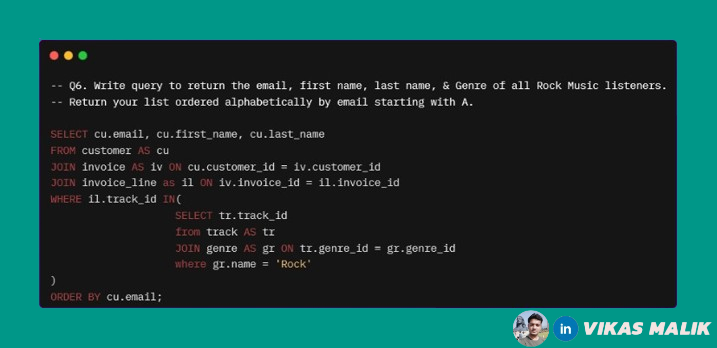 -- Q6. Write query to return the email, first name, last name, & Genre of all Rock Music listeners.
-- Return your list ordered alphabetically by email starting with A.
SELECT cu.email, cu.first_name, cu.last_name
FROM customer AS cu
JOIN invoice AS iv ON cu.customer_id = iv.customer_id
JOIN invoice_line as il ON iv.invoice_id = il.invoice_id
WHERE il.track_id IN(
SELECT tr.track_id
from track AS tr
JOIN genre AS gr ON tr.genre_id = gr.genre_id
where gr.name = 'Rock'
)
ORDER BY cu.email;
in VIKAS MALIK